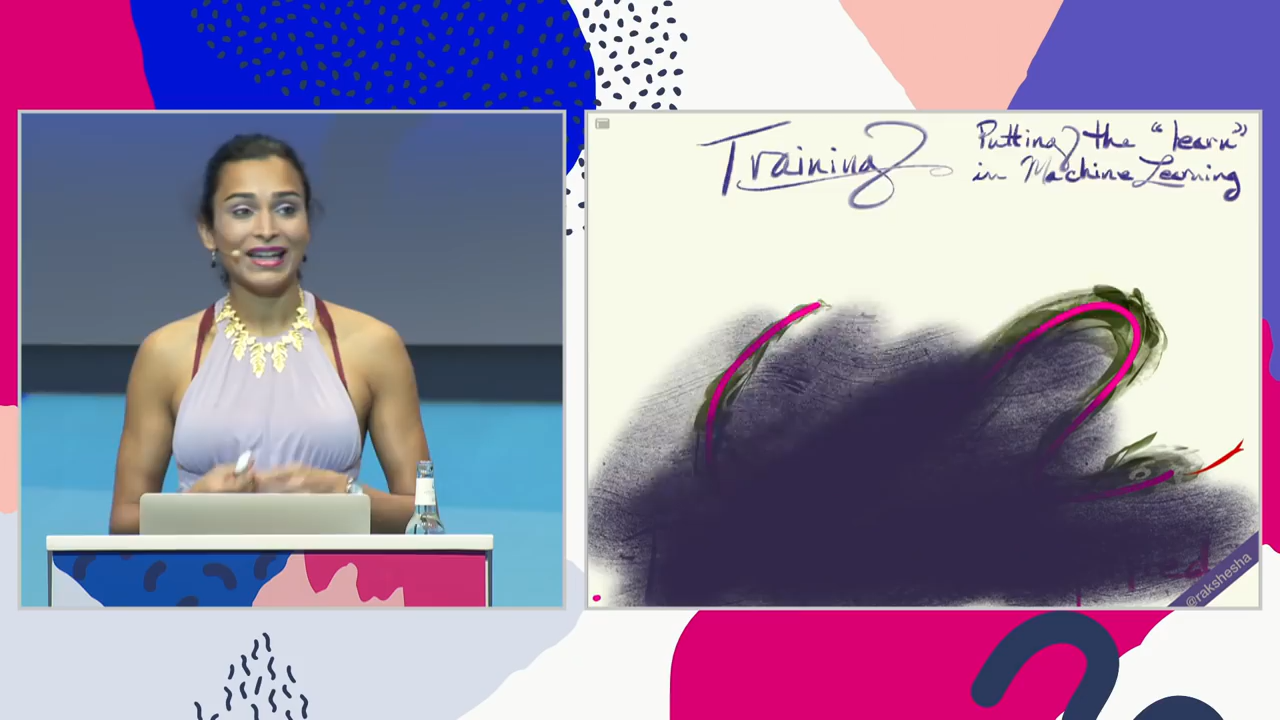 Training
Putting the "learn"
in Machine Learning
@rakshesha